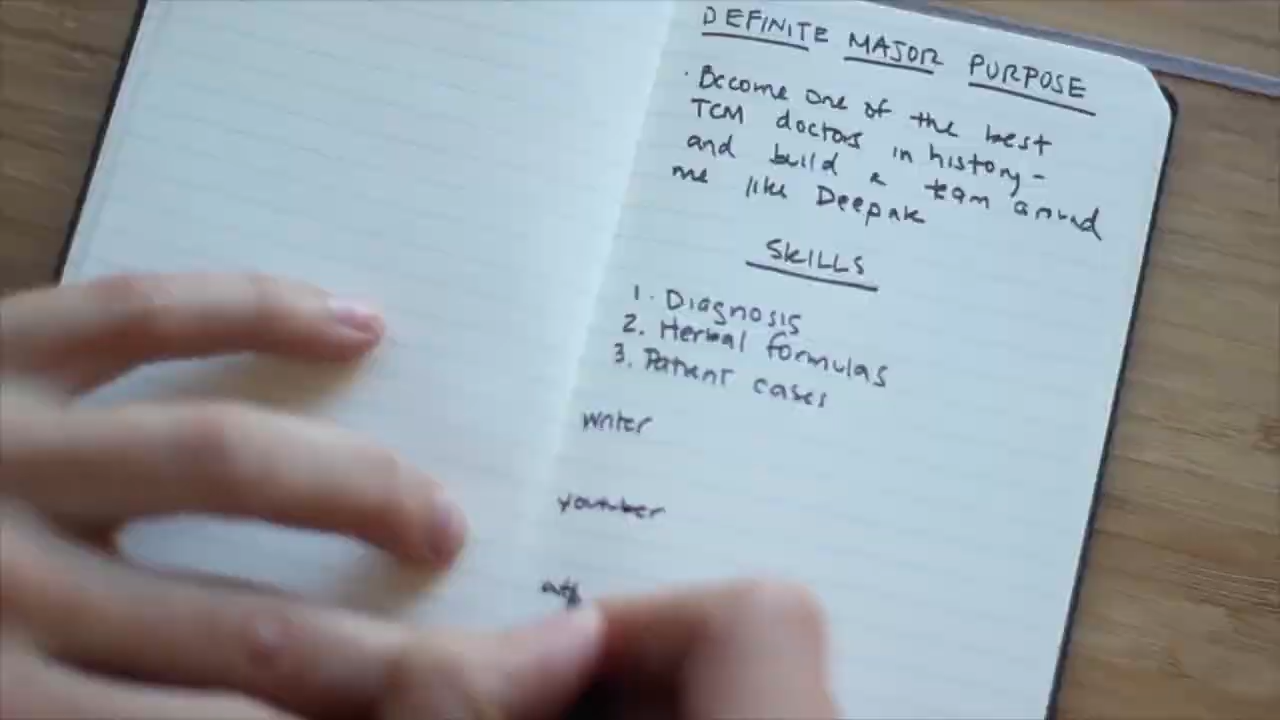 DEFINITE MAJOR PURPOSE
· Become one of the best
TCM doctors in history-
and build a team around
me like Deepak
SKILLS
1. Diagnosis
2. Herbal formulas
3. Patient cases
writer
youtuber